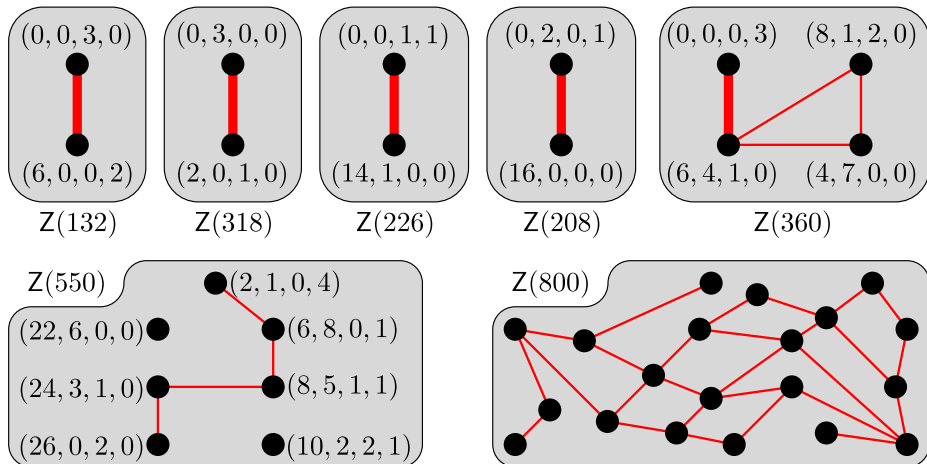 (0, 0, 3, 0)
(6, 0, 0, 2)
Z(132)
(0, 3, 0, 0)
(2, 0, 1, 0)
Z(318)
(0, 0, 1, 1)
(14, 1, 0, 0)
Z(226)
(0, 2, 0, 1)
(16, 0, 0, 0)
Z(208)
(0, 0, 0, 3)
(8, 1, 2, 0)
(6, 4, 1, 0)
(4, 7, 0, 0)
Z(360)
Z(550)
(2, 1, 0, 4)
(22, 6, 0, 0)
(6, 8, 0, 1)
(24, 3, 1, 0)
(8, 5, 1, 1)
(26, 0, 2, 0)
(10, 2, 2, 1)
Z(800)